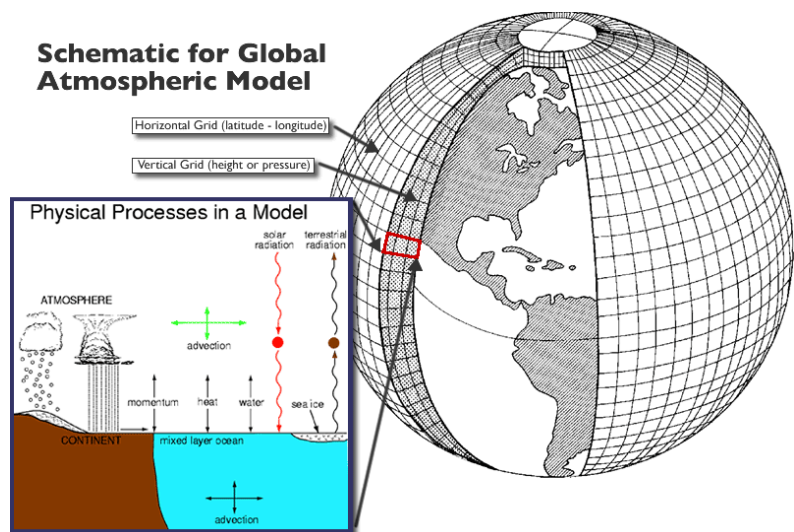 Schematic for Global
Atmospheric Model
Horizontal Grid (latitude - longitude)
Vertical Grid (height or pressure)
Physical Processes in a Model
solar
radiation
terrestrial
radiation
ATMOSPHERE
advection
momentum
heat
water
sea ice
CONTINENT
mixed layer ocean
advection